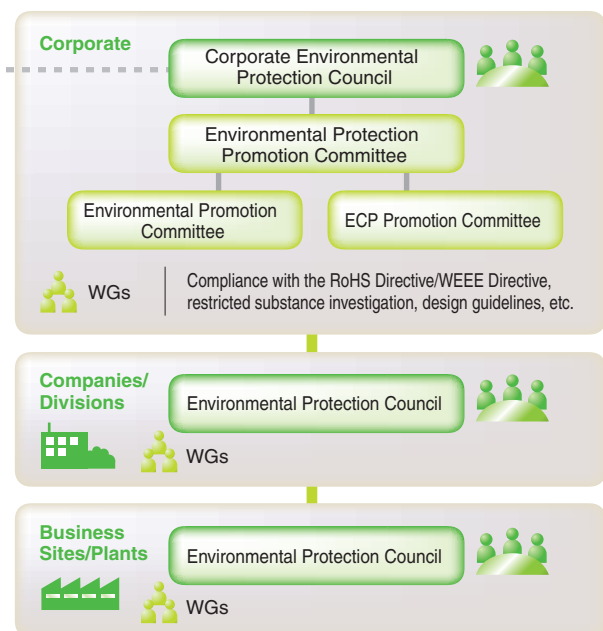 Corporate
Corporate Environmental
Protection Council
Environmental Protection
Promotion Committee
Environmental Promotion
Committee
ECP Promotion Committee
WGs
Compliance with the RoHS Directive/WEEE Directive,
restricted substance investigation, design guidelines, etc.
Companies/
Divisions
Environmental Protection Council
WGs
Business
Sites/Plants
Environmental Protection Council
WGs